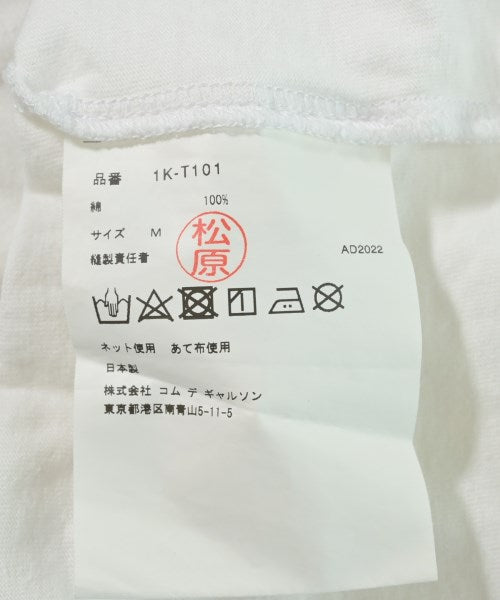 品番 1K-T101
綿 100%
サイズ M
松原
縫製責任者
AD2022
ネット使用 あて布使用
日本製
株式会社 コム デ ギャルソン
東京都港区南青山5-11-5